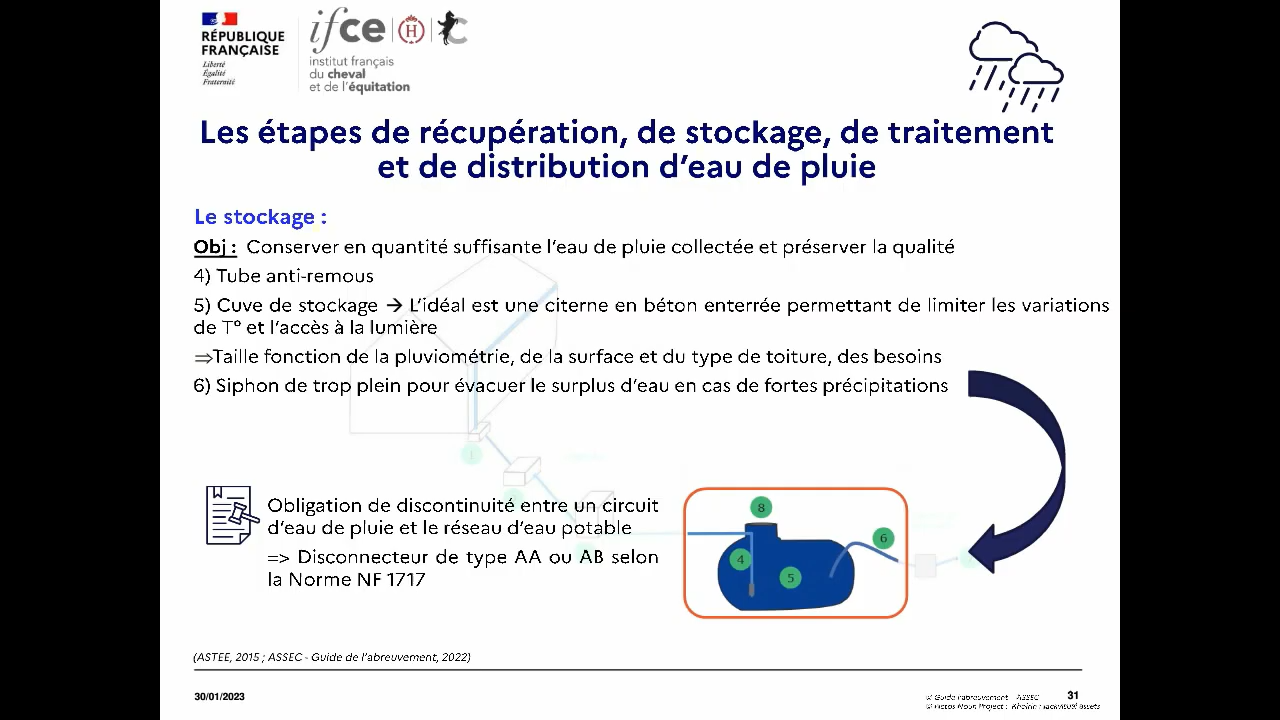 RÉPUBLIQUE
FRANÇAISE
Liberté
Égalité
Fraternité
ifce
H
institut français
du cheval
et de l'équitation
Les étapes de récupération, de stockage, de traitement
et de distribution d'eau de pluie
Le stockage :
Obj : Conserver en quantité suffisante l'eau de pluie collectée et préserver la qualité
4) Tube anti-remous
5) Cuve de stockage → L'idéal est une citerne en béton enterrée permettant de limiter les variations
de T° et l'accès à la lumière
⇒Taille fonction de la pluviométrie, de la surface et du type de toiture, des besoins
6) Siphon de trop plein pour évacuer le surplus d'eau en cas de fortes précipitations
1
Obligation de discontinuité entre un circuit
d'eau de pluie et le réseau d'eau potable
=> Disconnecteur de type AA ou AB selon
la Norme NF 1717
8
6
4
5
(ASTEE, 2015 ; ASSEC - Guide de l'abreuvement, 2022)
30/01/2023
© Guide l'abreuvement - ASSEC
31
© Noun Project :